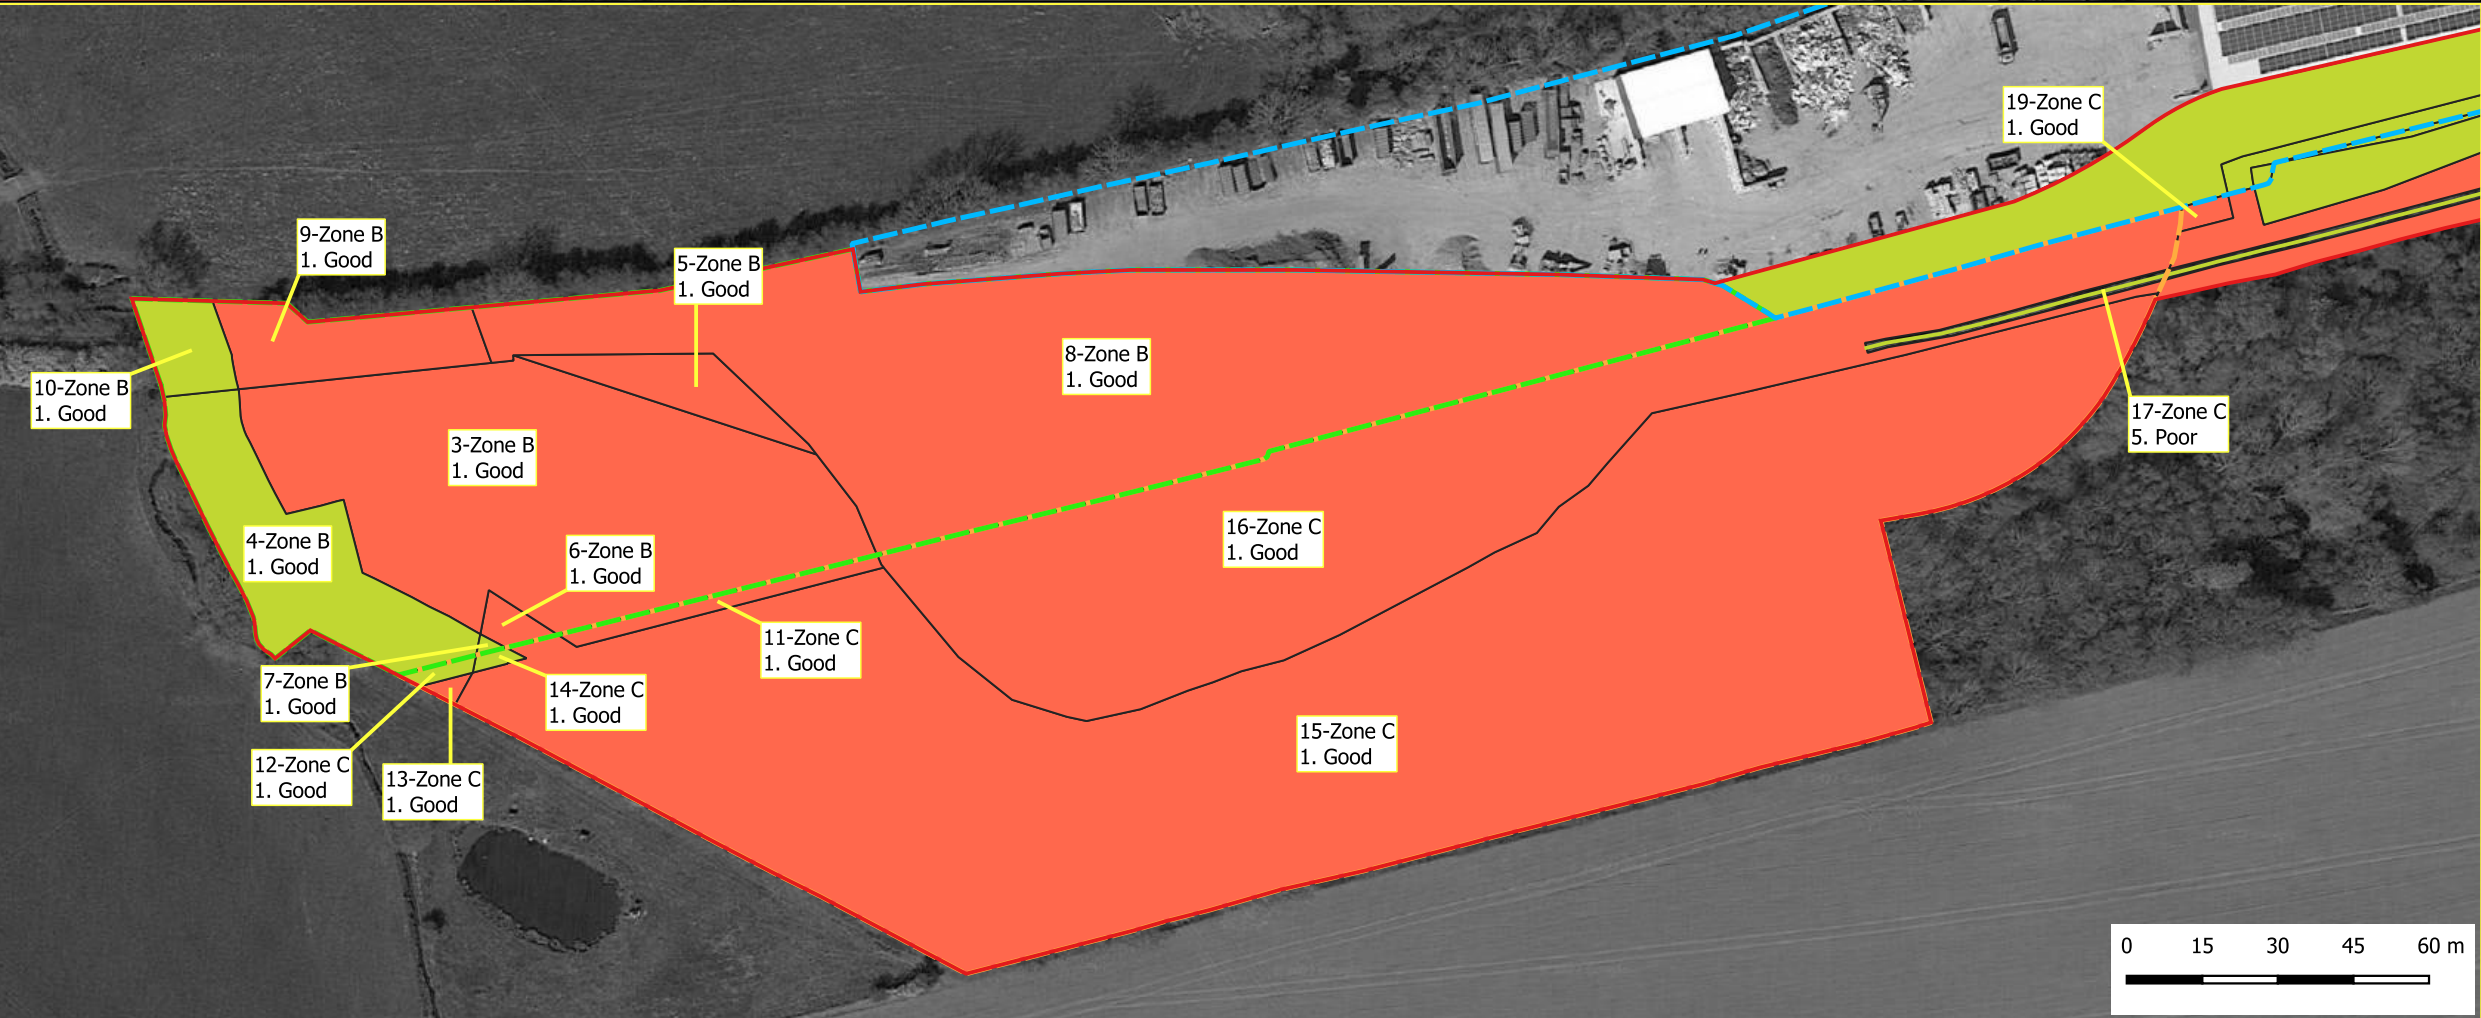 19-Zone C
1. Good
9-Zone B
1. Good
5-Zone B
1. Good
8-Zone B
1. Good
10-Zone B
1. Good
17-Zone C
5. Poor
3-Zone B
1. Good
16-Zone C
1. Good
4-Zone B
1. Good
6-Zone B
1. Good
11-Zone C
1. Good
7-Zone B
1. Good
14-Zone C
1. Good
15-Zone C
1. Good
12-Zone C
1. Good
13-Zone C
1. Good
0 15 30 45 60 m